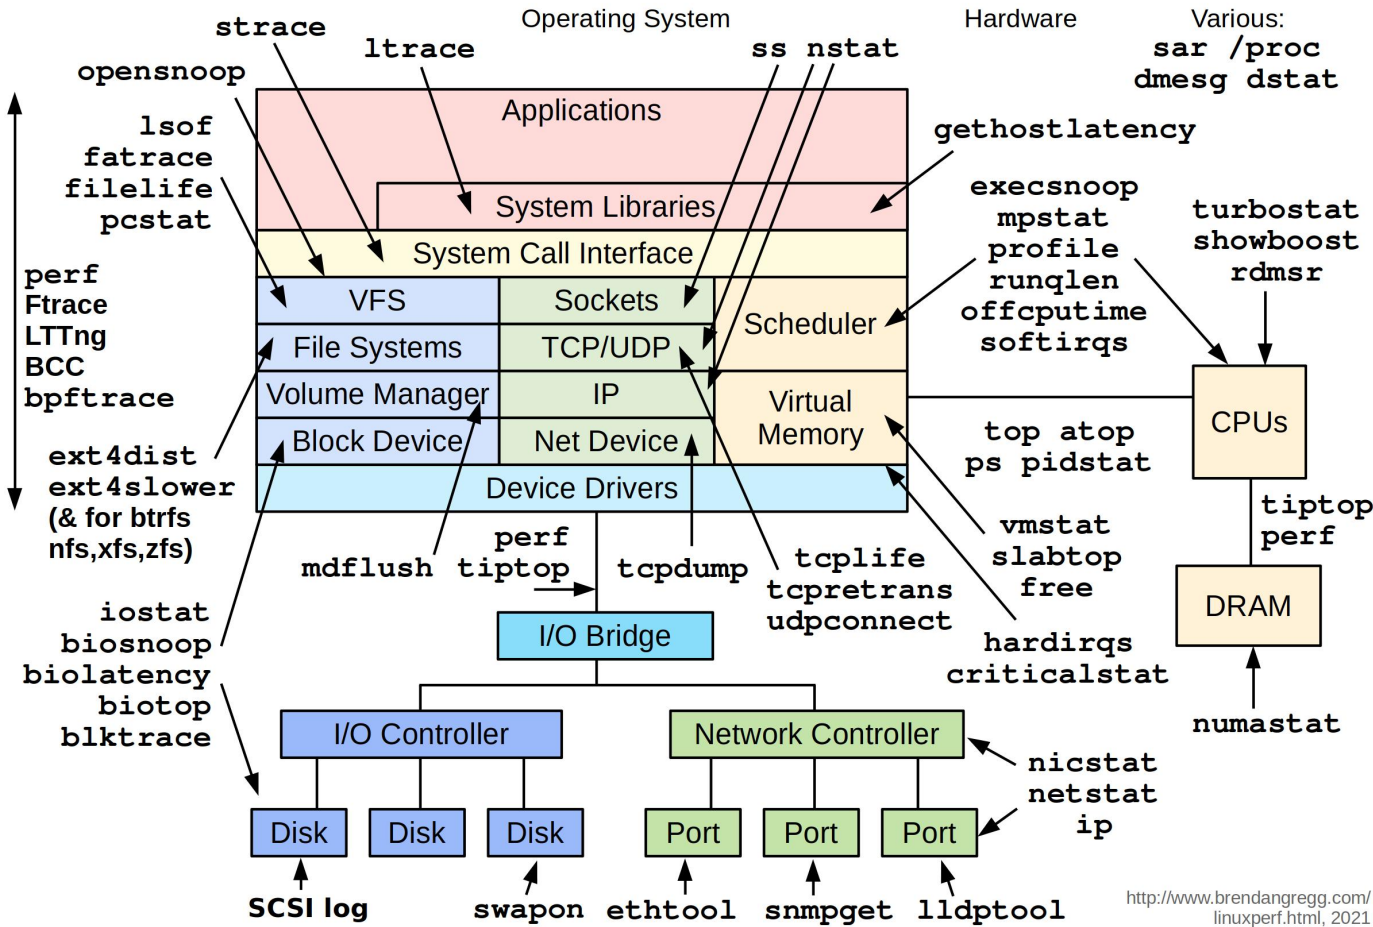 Operating System
Hardware
Various:
sar /proc
dmesg dstat
strace
ltrace
ss nstat
opensnoop
Applications
gethostlatency
lsof
fatrace
filelife
pcstat
System Libraries
execsnoop
mpstat
profile
runqlen
offcputime
softirqs
turbostat
showboost
rdmsr
System Call Interface
perf
Ftrace
LTTng
BCC
bpftrace
VFS
Sockets
Scheduler
File Systems
TCP/UDP
Volume Manager
IP
Virtual
Memory
Block Device
Net Device
CPUs
top atop
ps pidstat
ext4dist
ext4slower
(& for btrfs
nfs,xfs,zfs)
Device Drivers
tiptop
perf
perf
tiptop
mdflush
tcpdump
tcplife
tcpretrans
udpconnect
vmstat
slabtop
free
DRAM
iostat
biosnoop
biolatency
biotop
blktrace
I/O Bridge
hardirqs
criticalstat
numastat
I/O Controller
Network Controller
nicstat
netstat
ip
Disk
Disk
Disk
Port
Port
Port
SCSI log
swapon
ethtool
snmpget
lldptool
http://www.brendangregg.com/
linuxperf.html, 2021